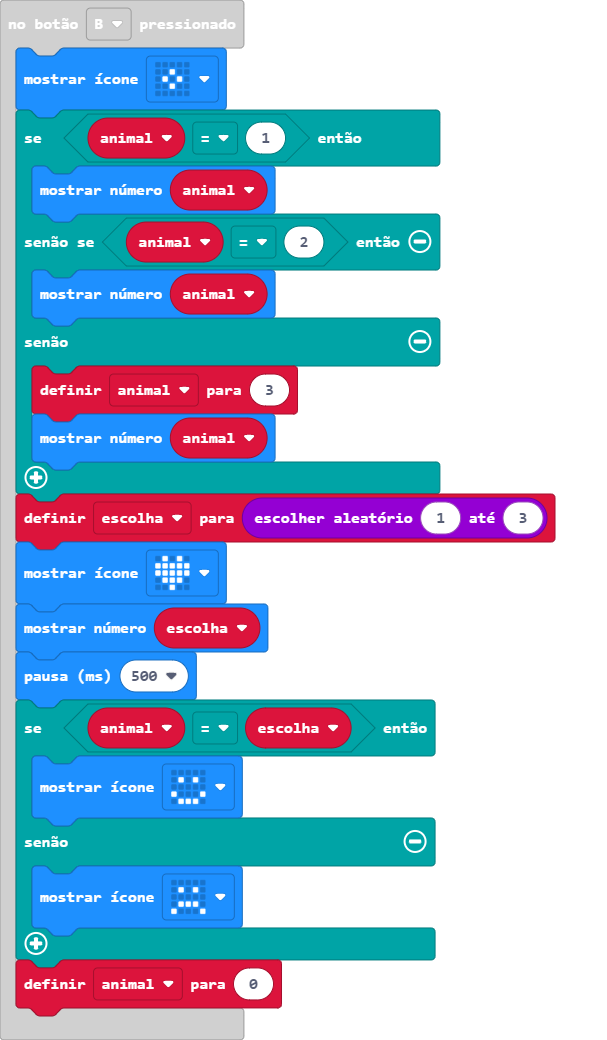 no botão B pressionado
mostrar ícone
se animal = 1 então
mostrar número animal
senão se animal = 2 então
mostrar número animal
senão
definir animal para 3
mostrar número animal
definir escolha para escolher aleatório 1 até 3
mostrar ícone
mostrar número escolha
pausa (ms) 500
se animal = escolha então
mostrar ícone
senão
mostrar ícone
definir animal para 0